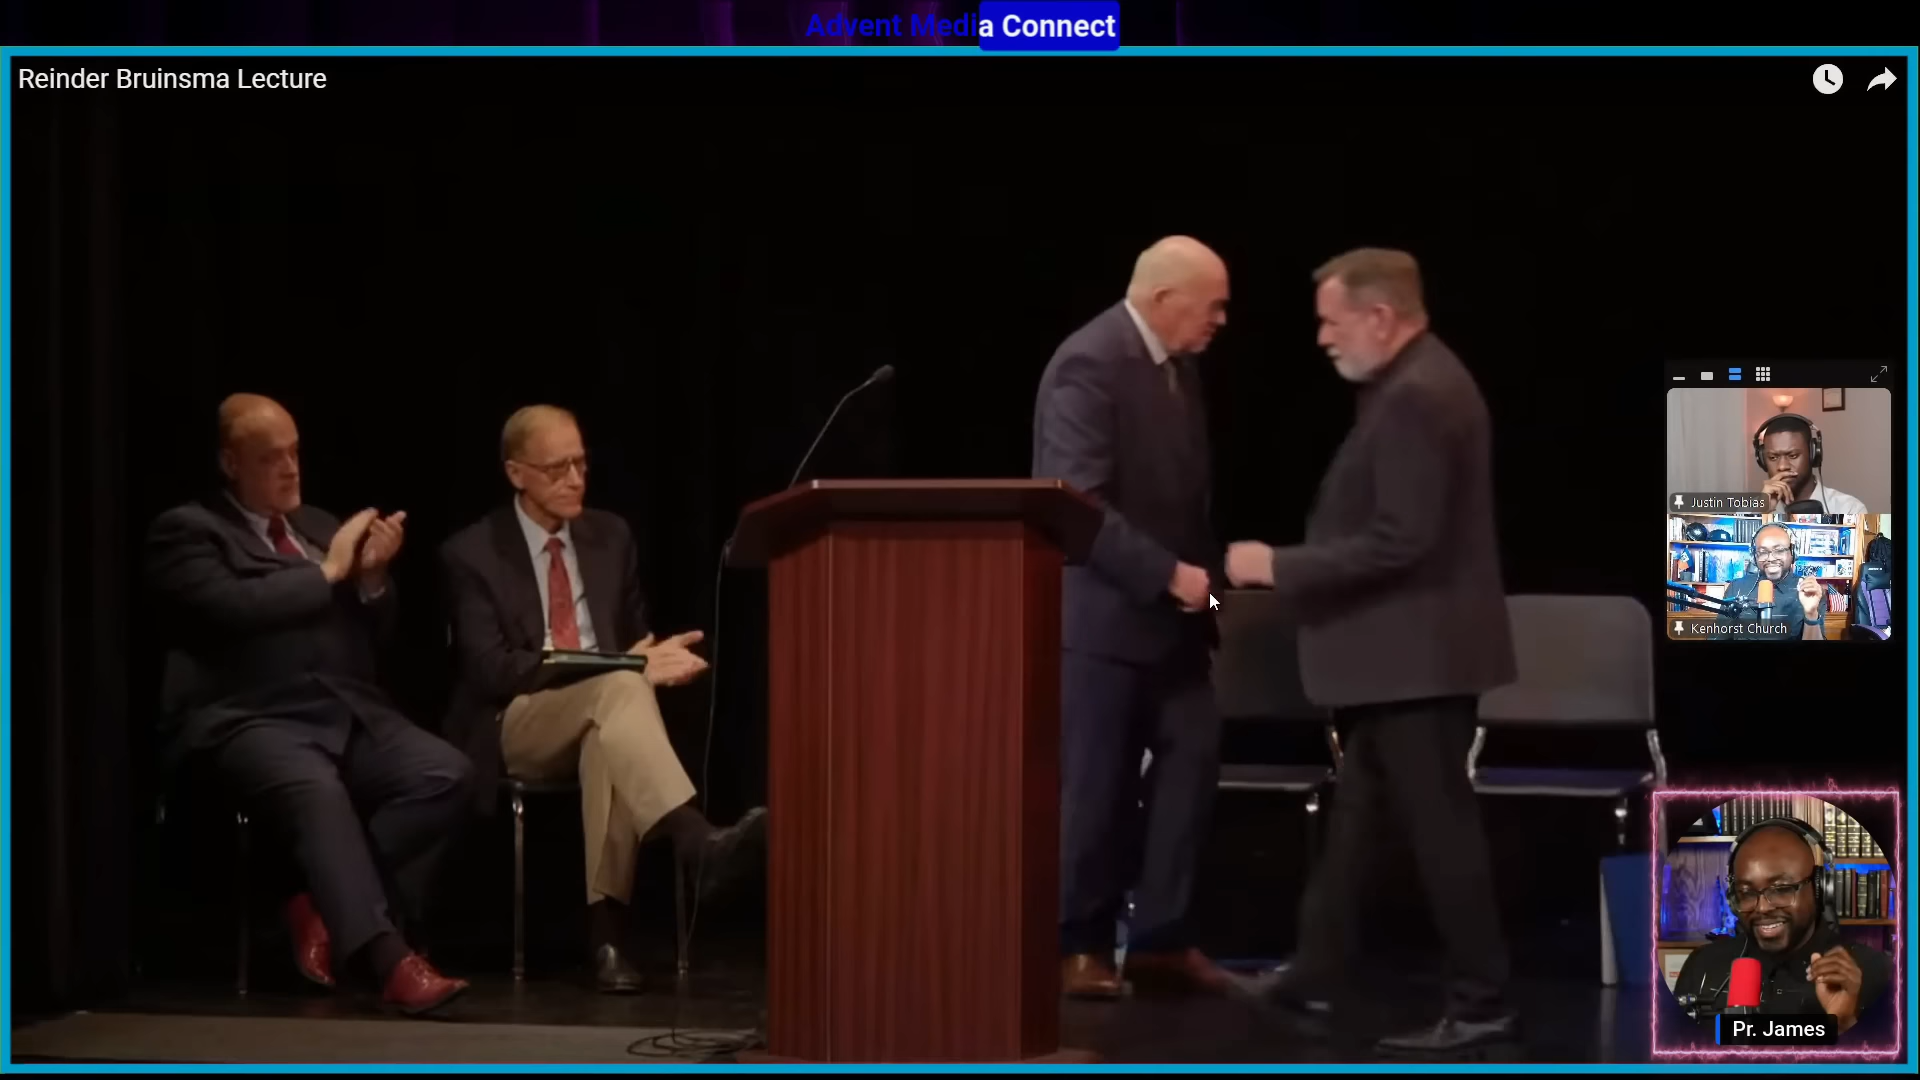 Advent Media Connect
Reinder Bruinsma Lecture
Justin Tobias
Kenhorst Church
Pr. James